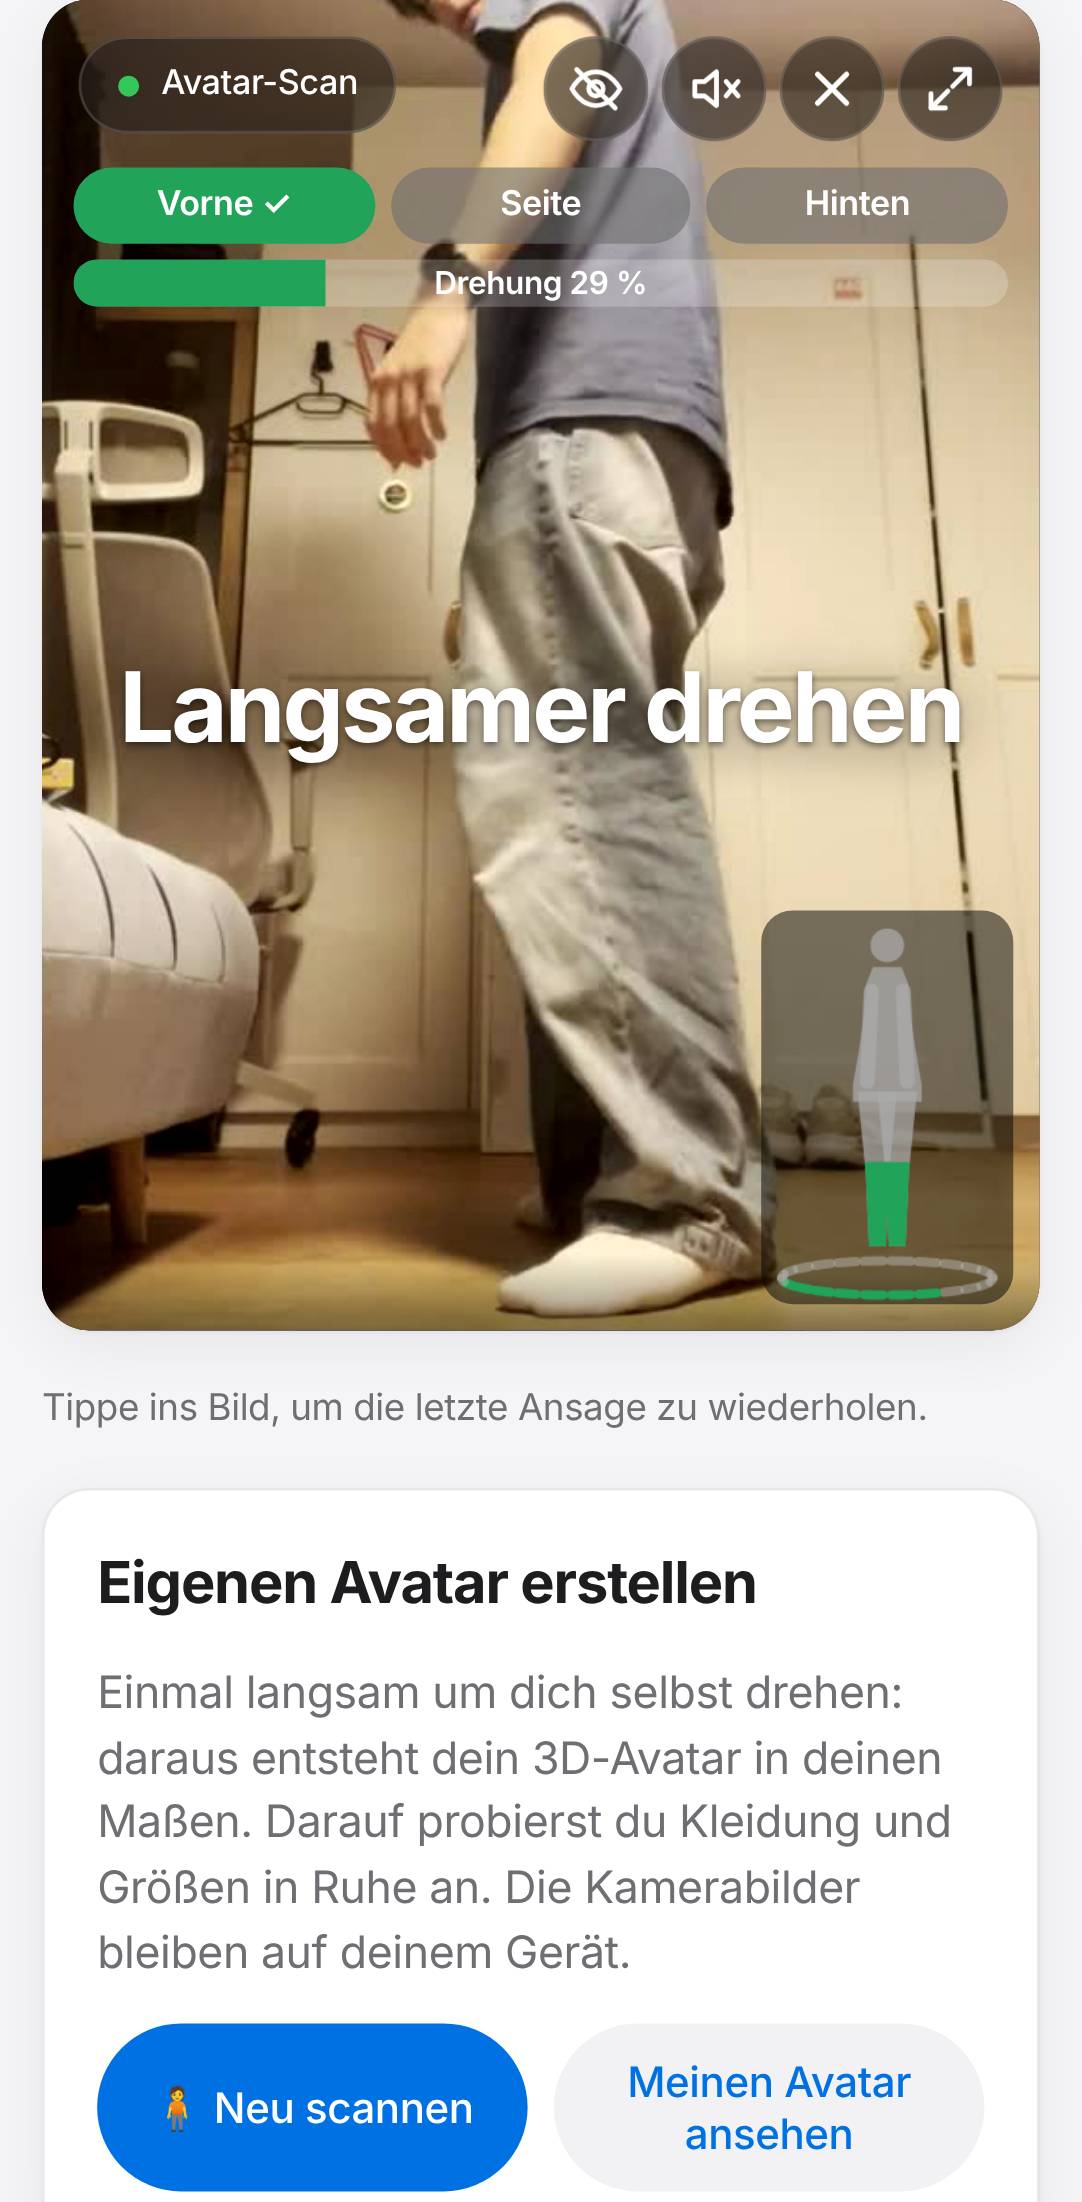 Avatar-Scan
Vorne ✓
Seite
Hinten
Drehung 29 %
Langsamer drehen
Tippe ins Bild, um die letzte Ansage zu wiederholen.
Eigenen Avatar erstellen
Einmal langsam um dich selbst drehen:
daraus entsteht dein 3D-Avatar in deinen
Maßen. Darauf probierst du Kleidung und
Größen in Ruhe an. Die Kamerabilder
bleiben auf deinem Gerät.
🧍 Neu scannen
Meinen Avatar
ansehen